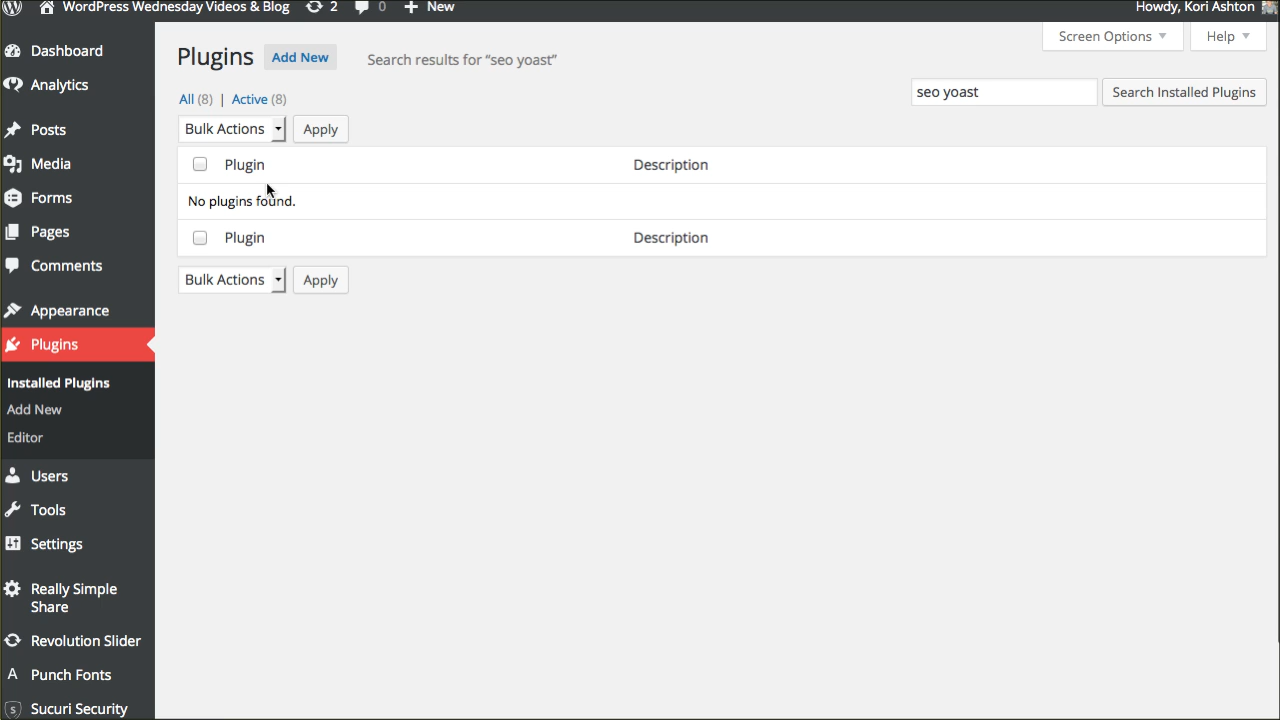 WordPress Wednesday Videos & Blog 2 0 New Howdy, Kori Ashton
Screen Options Help
Dashboard
Analytics
Posts
Media
Forms
Pages
Comments
Appearance
Plugins
Installed Plugins
Add New
Editor
Users
Tools
Settings
Really Simple
Share
Revolution Slider
Punch Fonts
Sucuri Security
Plugins Add New Search results for “seo yoast”
All (8) | Active (8)
seo yoast Search Installed Plugins
Bulk Actions Apply
Plugin Description
No plugins found.
Plugin Description
Bulk Actions Apply